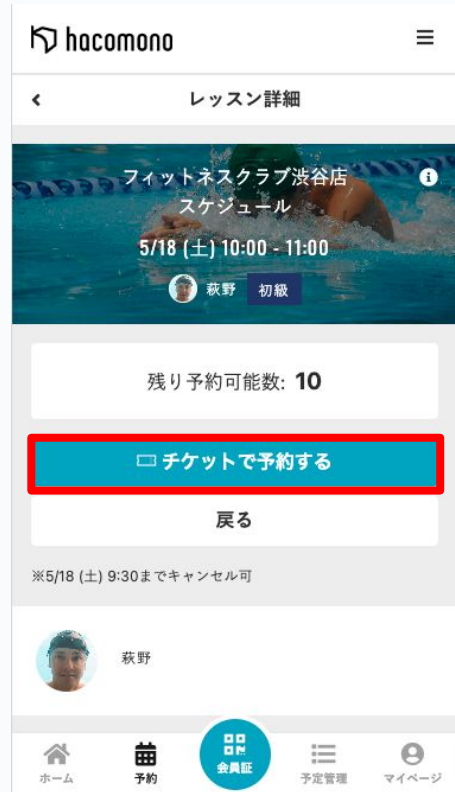 hacomono
レッスン詳細
フィットネスクラブ渋谷店
スケジュール
5/18 (土) 10:00 - 11:00
萩野 初級
残り予約可能数: 10
チケットで予約する
戻る
※5/18 (土) 9:30までキャンセル可
萩野
ホーム 予約 会員証 予定管理 マイページ